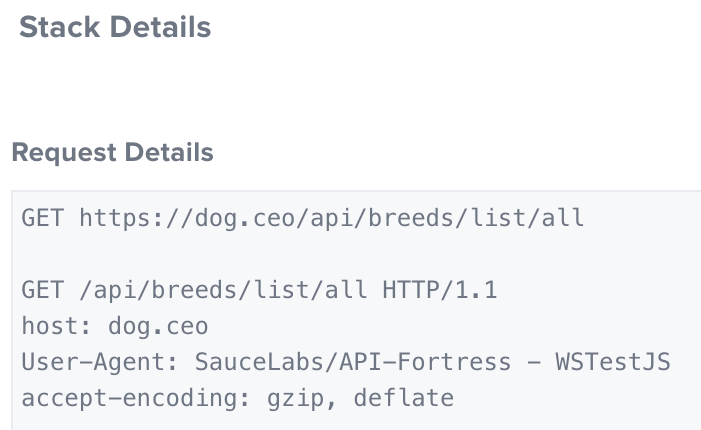 Stack Details
Request Details
GET https://dog.ceo/api/breeds/list/all
GET /api/breeds/list/all HTTP/1.1
host: dog.ceo
User-Agent: SauceLabs/API-Fortress - WSTestJS
accept-encoding: gzip, deflate